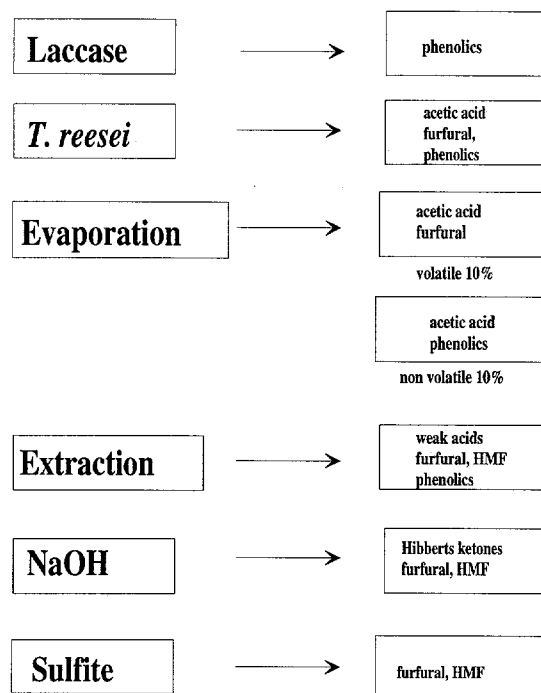 Laccase
phenolics
T. reesei
acetic acid
furfural,
phenolics
Evaporation
acetic acid
furfural
volatile 10%
acetic acid
phenolics
non volatile 10%
Extraction
weak acids
furfural, HMF
phenolics
NaOH
Hibberts ketones
furfural, HMF
Sulfite
furfural, HMF